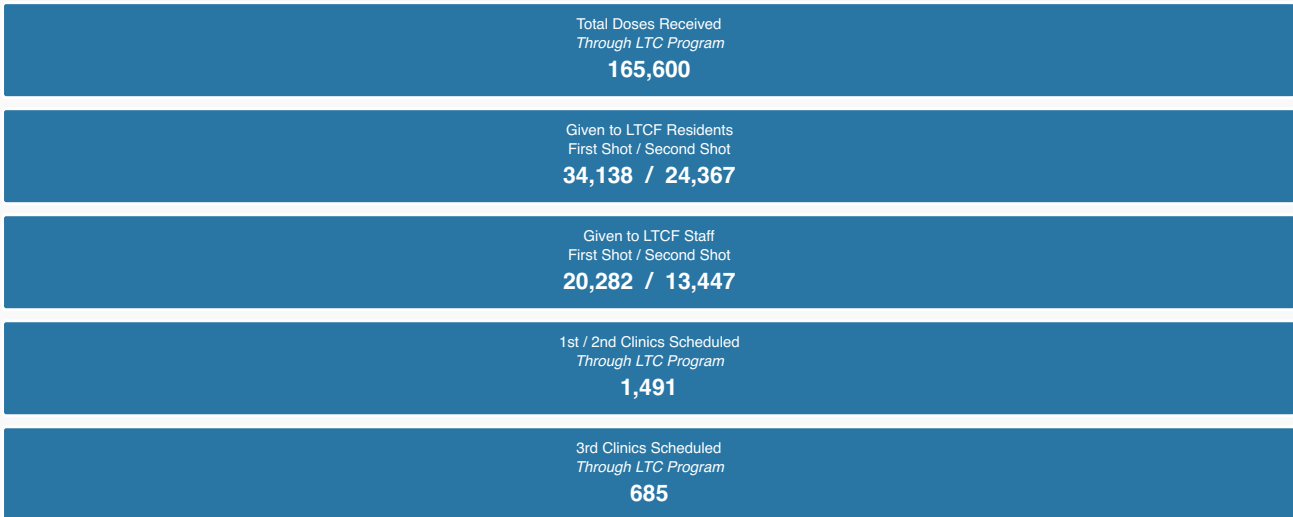 Total Doses Received
Through LTC Program
165,600
Given to LTCF Residents
First Shot / Second Shot
34,138 / 24,367
Given to LTCF Staff
First Shot / Second Shot
20,282 / 13,447
1st / 2nd Clinics Scheduled
Through LTC Program
1,491
3rd Clinics Scheduled
Through LTC Program
685